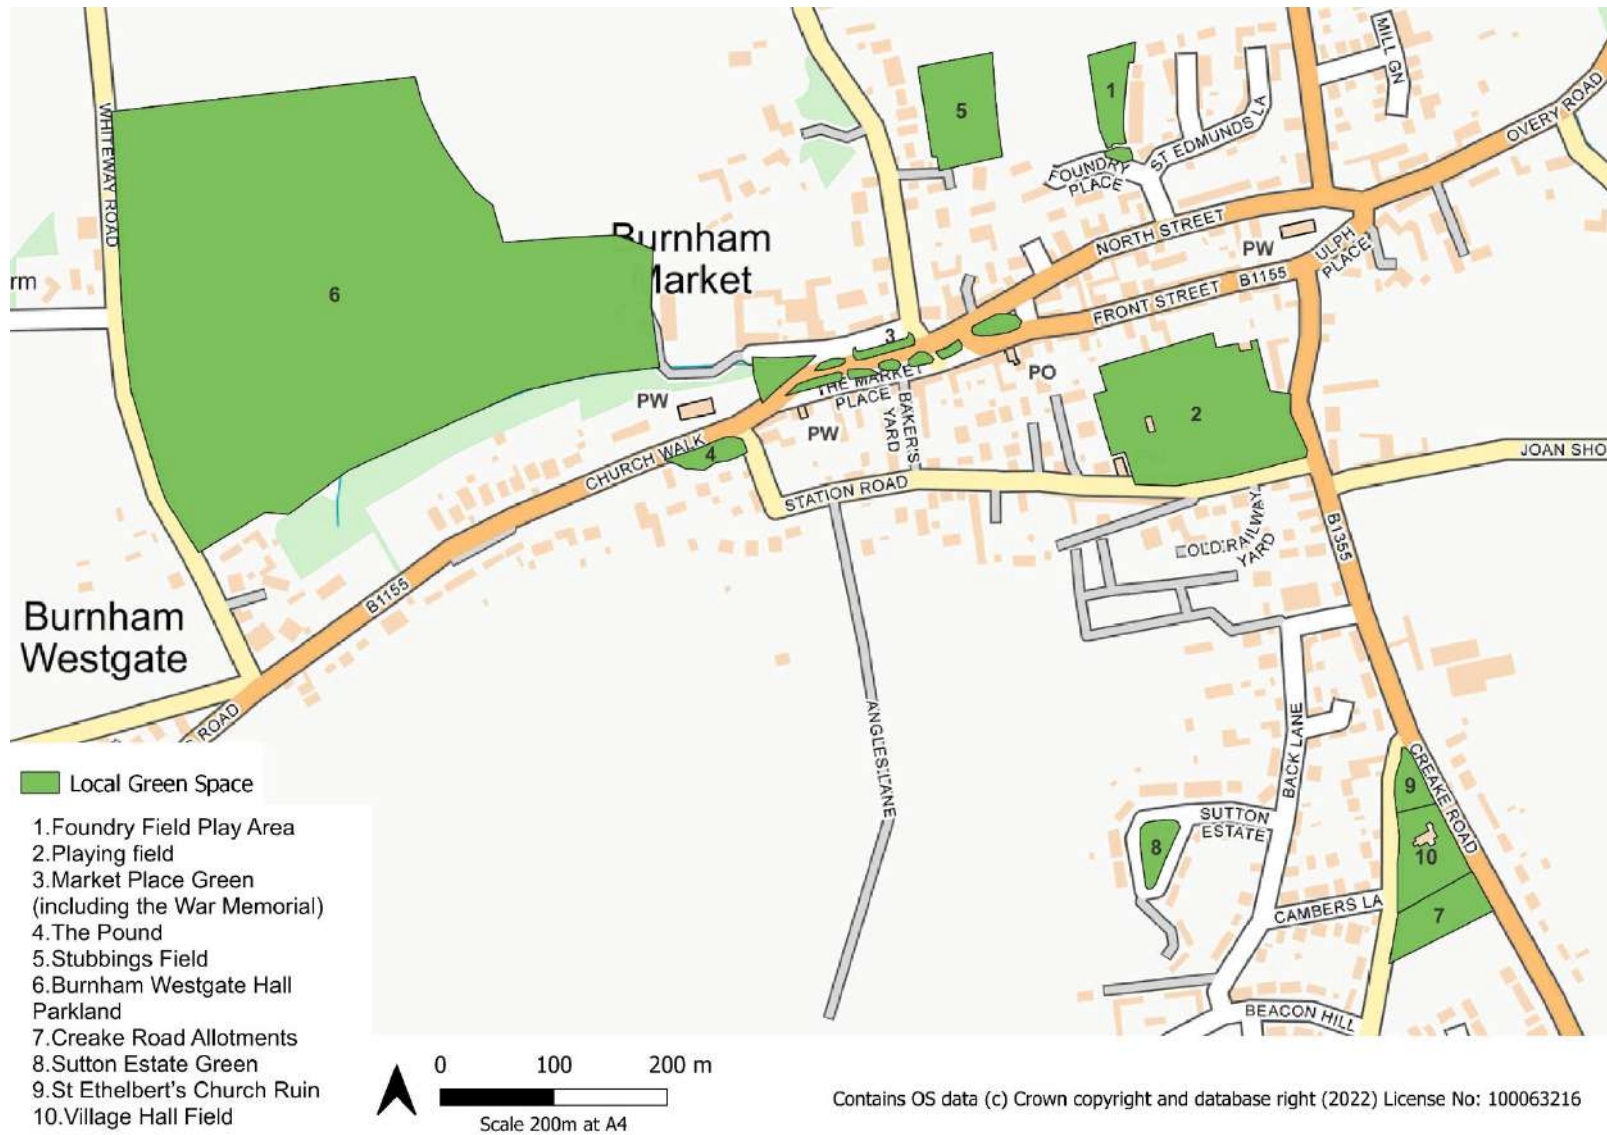 MILL GN
WHITEWAY ROAD
OVERY ROAD
1
5
ST EDMUNDS LA
FOUNDRY
PLACE
NORTH STREET
Burnham
Market
PW
ULPH
PLACE
rm
6
B1155
FRONT STREET
3
PO
THE MARKET
PLACE
BAKER'S
YARD
PW
PW
2
4
CHURCH WALK
STATION ROAD
JOAN SHO
OLD RAILWAY
YARD
B1355
B1155
Burnham
Westgate
ROAD
ANGLES LANE
BACK LANE
CREAKE ROAD
9
SUTTON
ESTATE
8
10
CAMBERS LA
7
BEACON HILL
Local Green Space
1.Foundry Field Play Area
2.Playing field
3.Market Place Green
(including the War Memorial)
4.The Pound
5.Stubbings Field
6.Burnham Westgate Hall
Parkland
7.Creake Road Allotments
8.Sutton Estate Green
9.St Ethelbert's Church Ruin
10.Village Hall Field
0 100 200 m
Scale 200m at A4
Contains OS data (c) Crown copyright and database right (2022) License No: 100063216